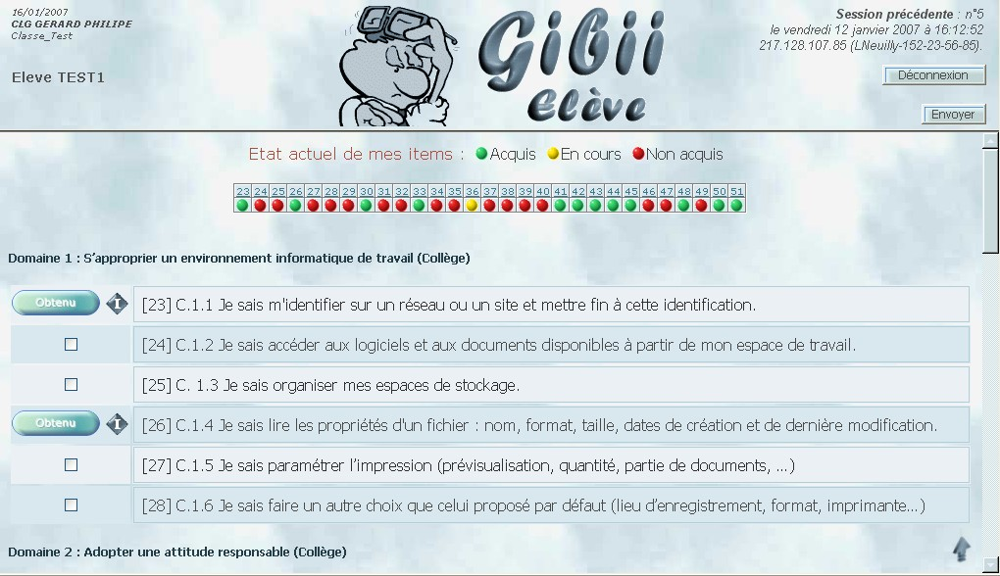 16/01/2007
CLG GERARD PHILIPE
Classe_Test
Eleve TEST1
Gibii
Elève
Session précédente : n°5
le vendredi 12 janvier 2007 à 16:12:52
217.128.107.85 (LNeuilly-152-23-56-85).
Déconnexion
Envoyer
Etat actuel de mes items : Acquis En cours Non acquis
23 24 25 26 27 28 29 30 31 32 33 34 35 36 37 38 39 40 41 42 43 44 45 46 47 48 49 50 51
Domaine 1 : S’approprier un environnement informatique de travail (Collège)
Obtenu I [23] C.1.1 Je sais m'identifier sur un réseau ou un site et mettre fin à cette identification.
[24] C.1.2 Je sais accéder aux logiciels et aux documents disponibles à partir de mon espace de travail.
[25] C. 1.3 Je sais organiser mes espaces de stockage.
Obtenu I [26] C.1.4 Je sais lire les propriétés d'un fichier : nom, format, taille, dates de création et de dernière modification.
[27] C.1.5 Je sais paramétrer l’impression (prévisualisation, quantité, partie de documents, ...)
[28] C.1.6 Je sais faire un autre choix que celui proposé par défaut (lieu d’enregistrement, format, imprimante...)
Domaine 2 : Adopter une attitude responsable (Collège)